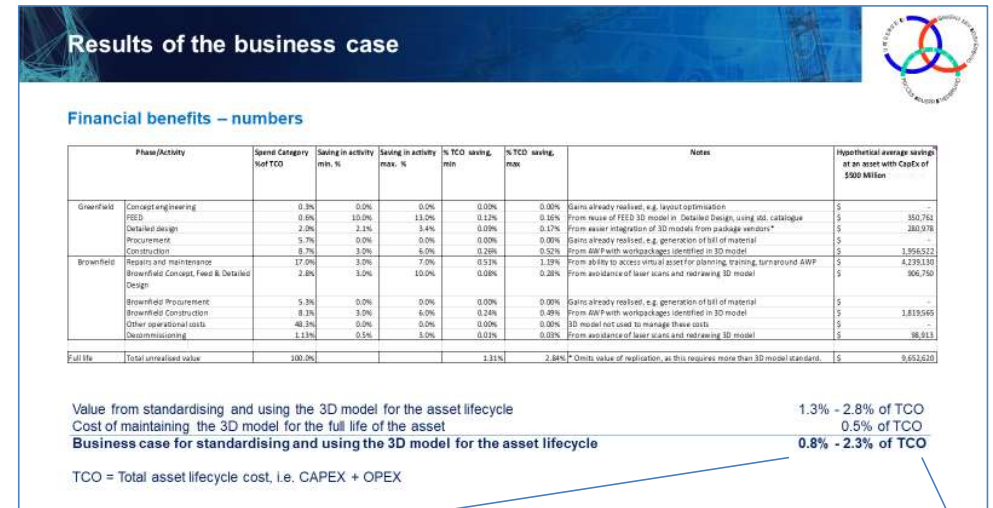 Results of the business case
Financial benefits – numbers
Phase/Activity Spend Category %of TCO Saving in activity min. % Saving in activity max. % % TCO saving, min % TCO saving, max Notes Hypothetical average savings at an asset with CapEx of $500 Million
Greenfield Concept engineering 0.3% 0.0% 0.0% 0.00% 0.00% Gains already realised, e.g. layout optimisation $ -
FEED 0.6% 10.0% 13.0% 0.12% 0.16% From reuse of FEED 3D model in Detailed Design, using std. catalogue $ 350,761
Detailed design 2.0% 2.1% 3.4% 0.09% 0.17% From easier integration of 3D models from package vendors* $ 280,978
Procurement 5.7% 0.0% 0.0% 0.00% 0.00% Gains already realised, e.g. generation of bill of material $ -
Construction 8.7% 3.0% 6.0% 0.26% 0.52% From AWP with workpackages identified in 3D model $ 1,956,522
Brownfield Repairs and maintenance 17.0% 3.0% 7.0% 0.51% 1.19% From ability to access virtual asset for planning, training, turnaround AWP $ 4,239,130
Brownfield Concept, Feed & Detailed 2.8% 3.0% 10.0% 0.08% 0.28% From avoidance of laser scans and redrawing 3D model $ 906,750
Design
Brownfield Procurement 5.3% 0.0% 0.0% 0.00% 0.00% Gains already realised, e.g. generation of bill of material $ -
Brownfield Construction 8.1% 3.0% 6.0% 0.24% 0.49% From AWP with workpackages identified in 3D model $ 1,819,565
Other operational costs 48.3% 0.0% 0.0% 0.00% 0.00% 3D model not used to manage these costs $ -
Decommissioning 1.13% 0.5% 3.0% 0.01% 0.03% From avoidance of laser scans and redrawing 3D model $ 98,913
Full life Total unrealised value 100.0% 1.31% 2.84% * Omits value of replication, as this requires more than 3D model standard. $ 9,652,620
Value from standardising and using the 3D model for the asset lifecycle 1.3% - 2.8% of TCO
Cost of maintaining the 3D model for the full life of the asset 0.5% of TCO
Business case for standardising and using the 3D model for the asset lifecycle 0.8% - 2.3% of TCO
TCO = Total asset lifecycle cost, i.e. CAPEX + OPEX